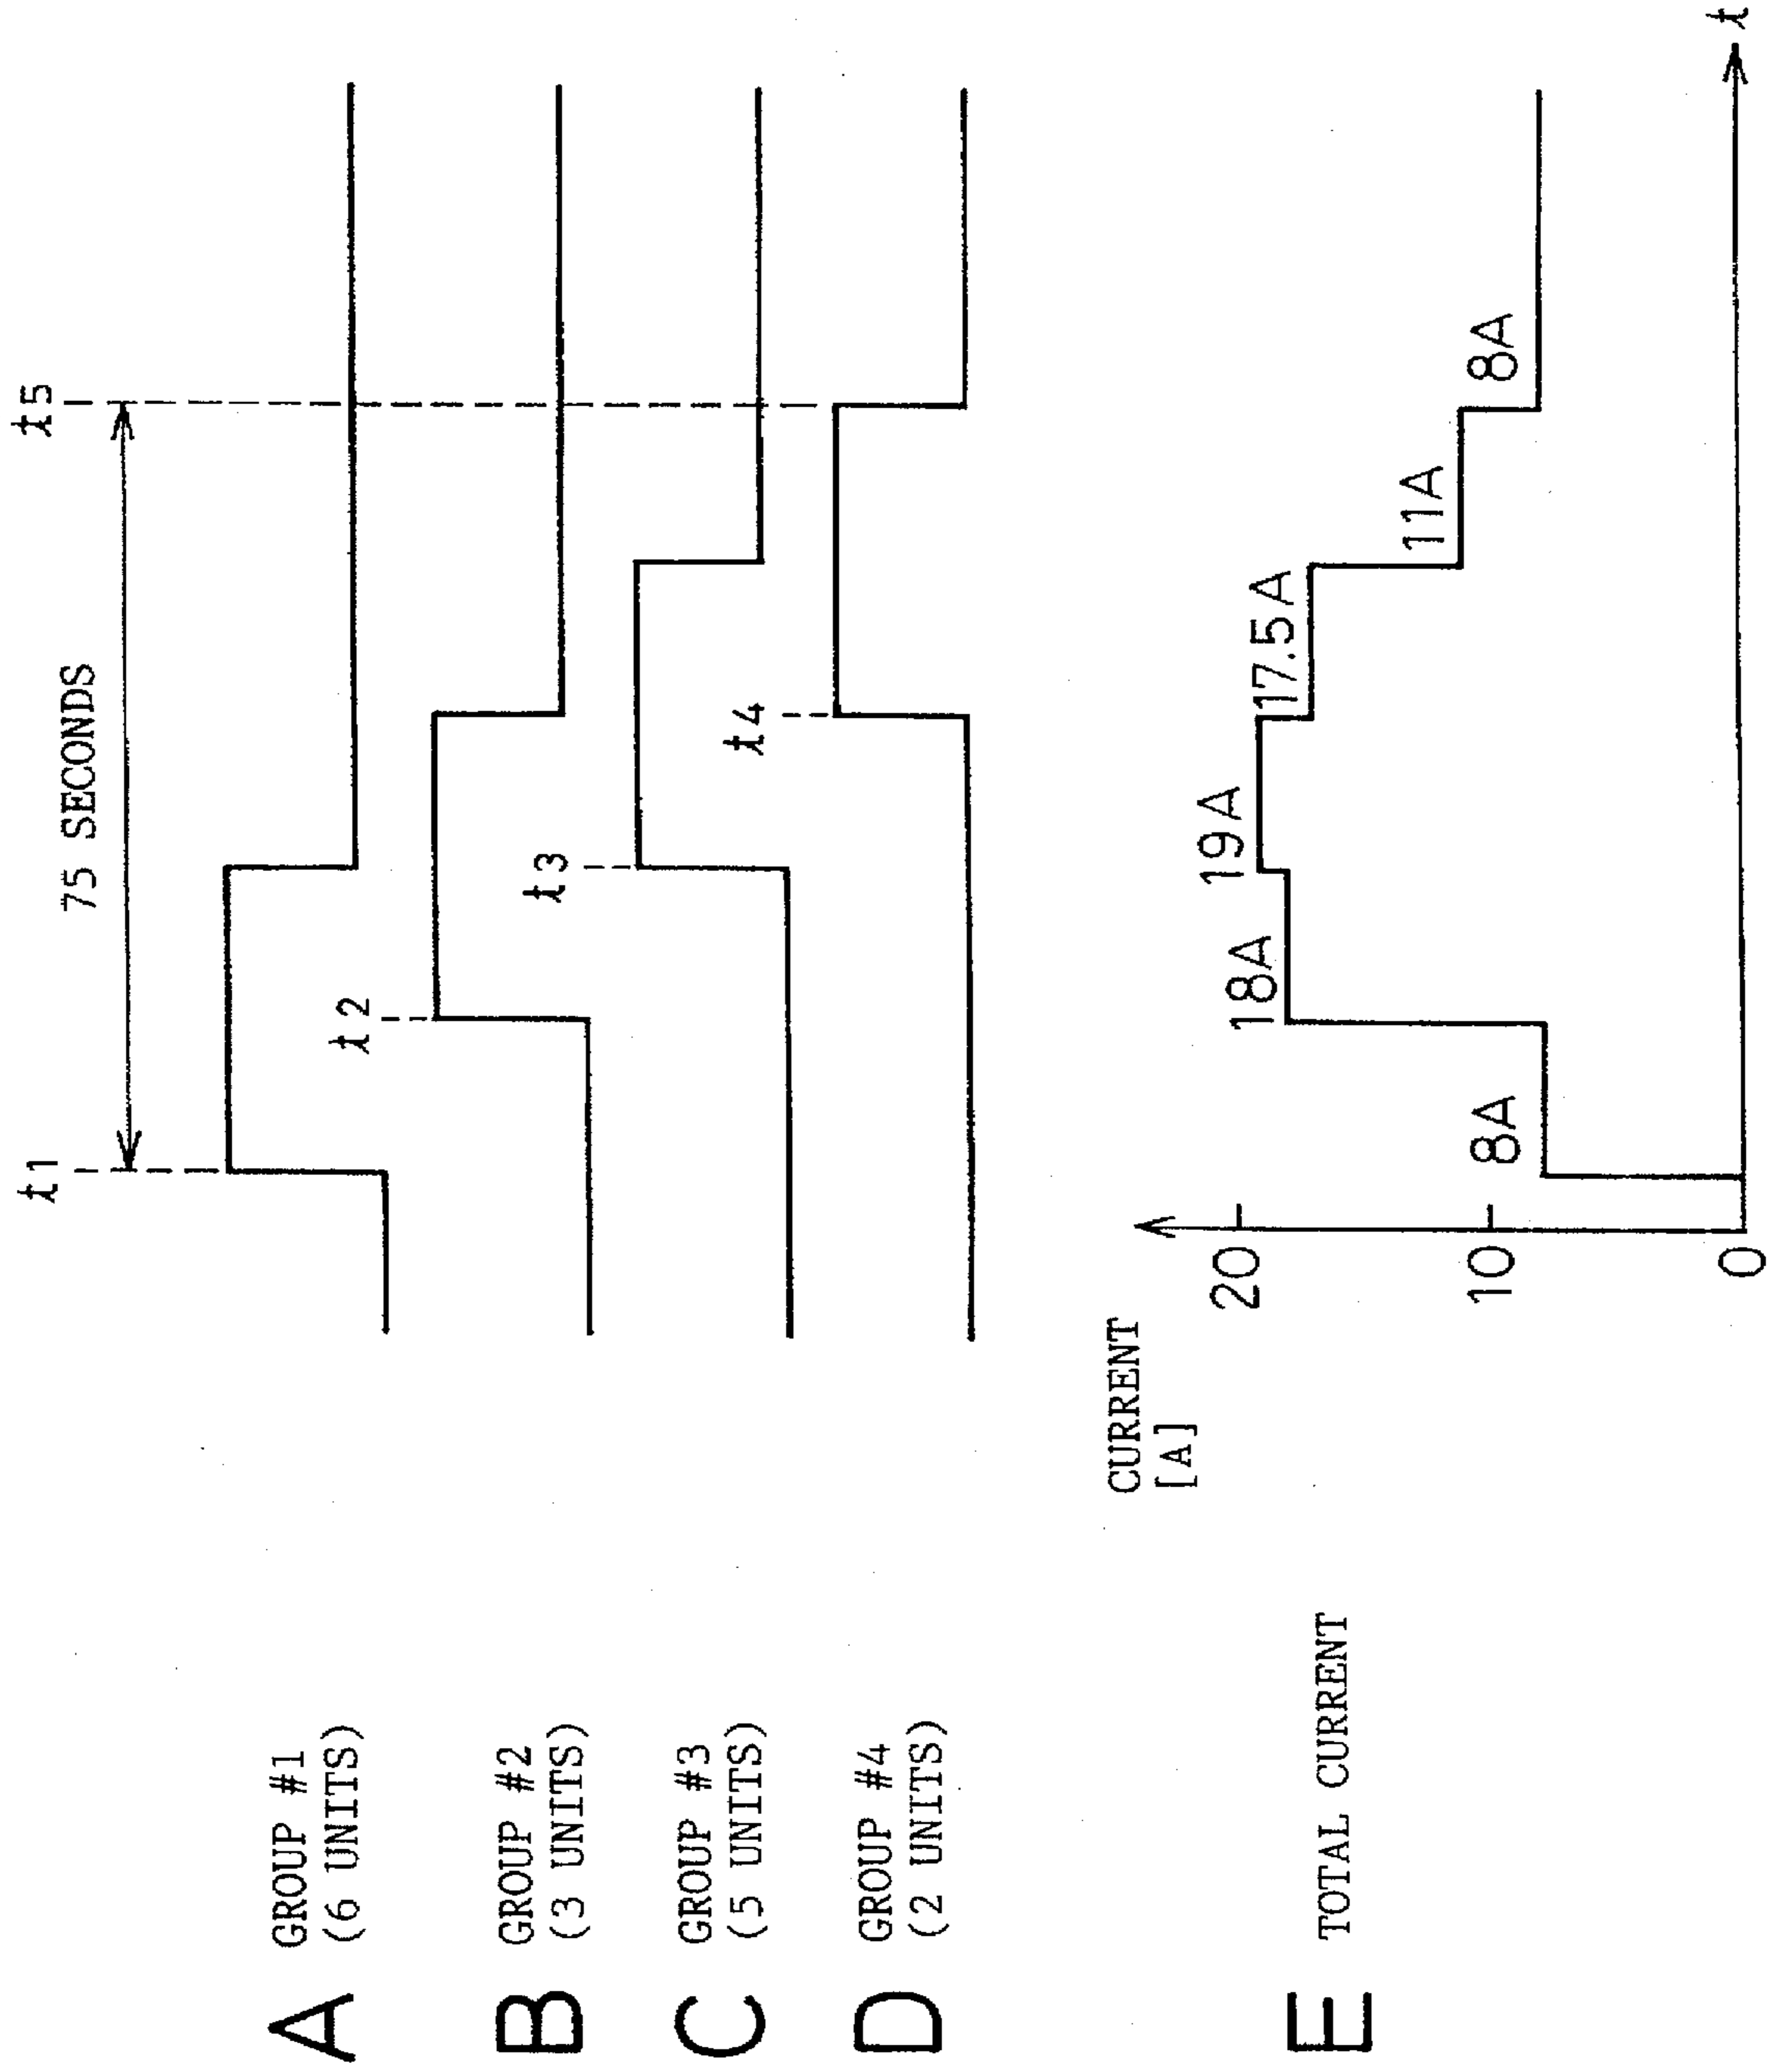 t1
t5
75 SECONDS
A GROUP #1
(6 UNITS)
t2
B GROUP #2
(3 UNITS)
t3
C GROUP #3
(5 UNITS)
t4
D GROUP #4
(2 UNITS)
CURRENT
[A]
E TOTAL CURRENT
20
10
0
8A
18A
19A
17.5A
11A
8A
t